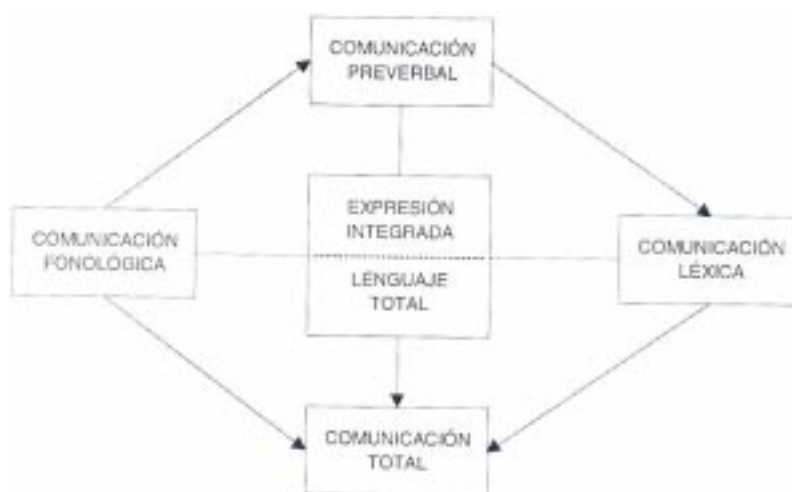 COMUNICACIÓN
PREVERBAL
EXPRESIÓN
INTEGRADA
COMUNICACIÓN
FONOLÓGICA
COMUNICACIÓN
LÉXICA
LENGUAJE
TOTAL
COMUNICACIÓN
TOTAL